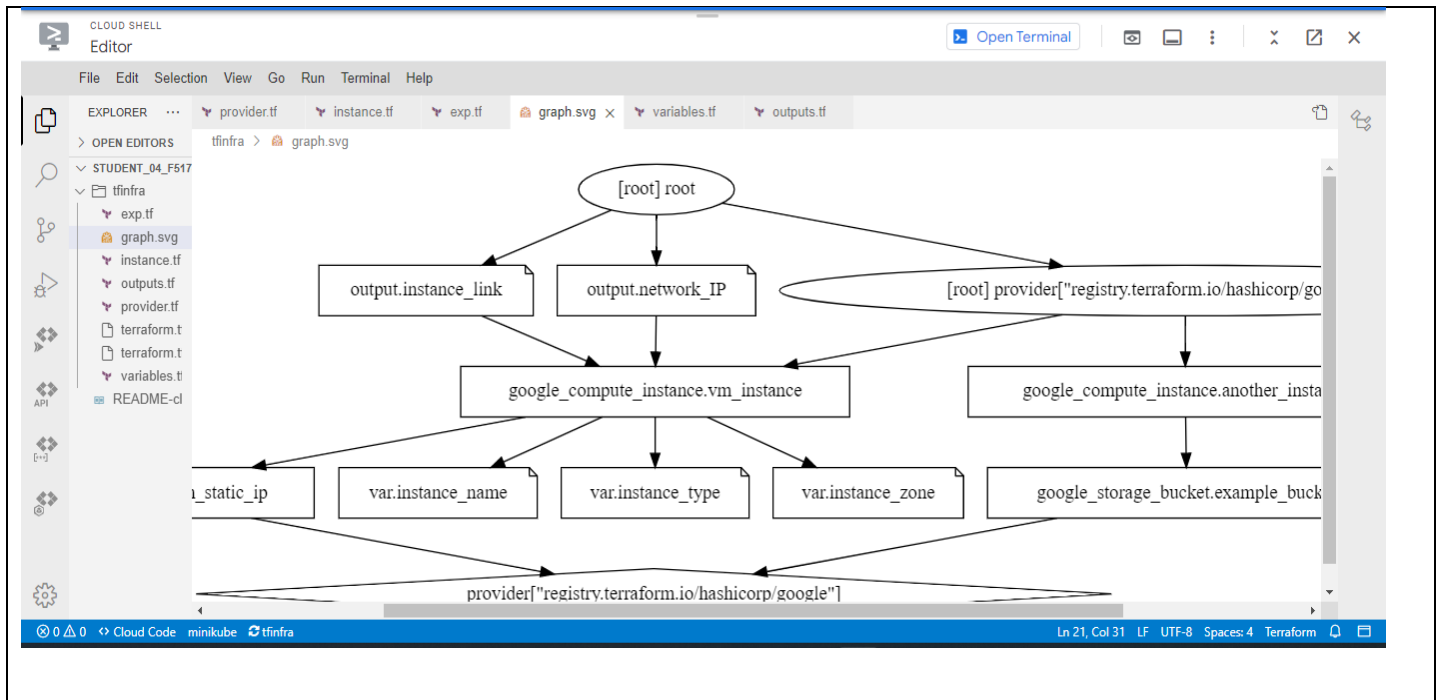 CLOUD SHELL
Editor
Open Terminal
File Edit Selection View Go Run Terminal Help
EXPLORER ···
provider.tf instance.tf exp.tf graph.svg × variables.tf outputs.tf
OPEN EDITORS
tfinfra > graph.svg
STUDENT_04_F517
tfinfra
exp.tf
graph.svg
instance.tf
outputs.tf
provider.tf
terraform.t
terraform.t
variables.t
README-cl
API
[root] root
output.instance_link
output.network_IP
[root] provider["registry.terraform.io/hashicorp/go
google_compute_instance.vm_instance
google_compute_instance.another_insta
_static_ip
var.instance_name
var.instance_type
var.instance_zone
google_storage_bucket.example_buck
provider["registry.terraform.io/hashicorp/google"]
0 0 Cloud Code minikube tfinfra
Ln 21, Col 31 LF UTF-8 Spaces: 4 Terraform